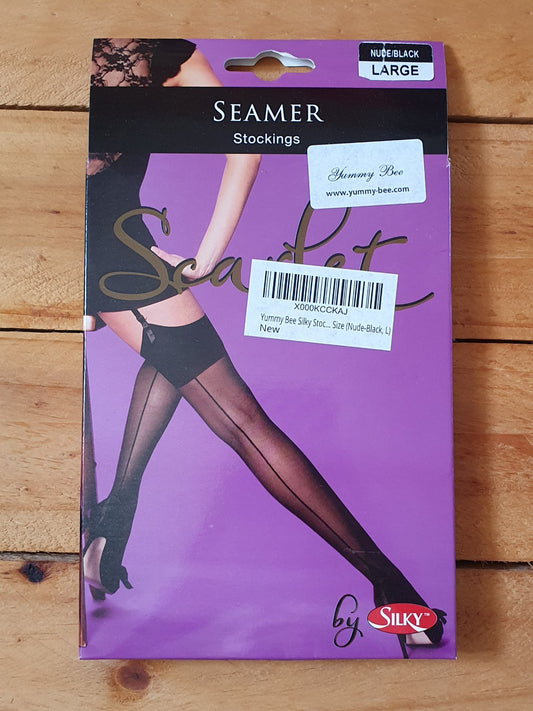 NUDE/BLACK
LARGE
SEAMER
Stockings
Yummy Bee
www.yummy-bee.com
Scarlet
X000KCCKAJ
Yummy Bee Silky Stoc... Size (Nude-Black, L)
New
by SILKY™